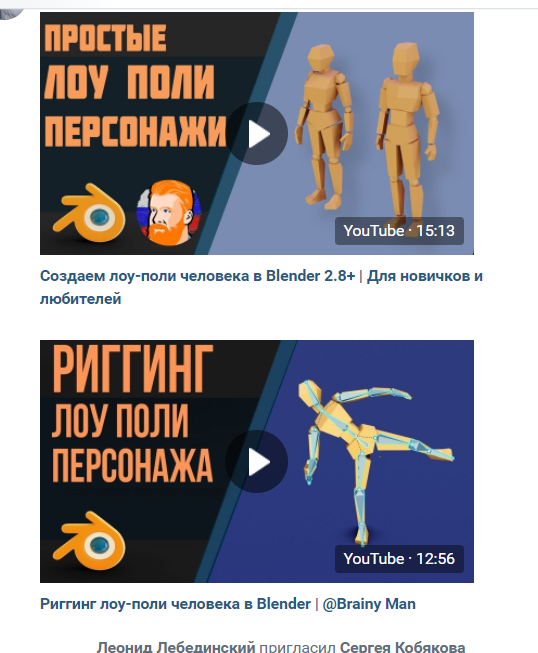 ПРОСТЫЕ
ЛОУ ПОЛИ
ПЕРСОНАЖИ
YouTube · 15:13
Создаем лоу-поли человека в Blender 2.8+ | Для новичков и
любителей
РИГГИНГ
ЛОУ ПОЛИ
ПЕРСОНАЖА
YouTube · 12:56
Риггинг лоу-поли человека в Blender | @Brainy Man
Леонид Лебединский пригласил Сергея Кобякова